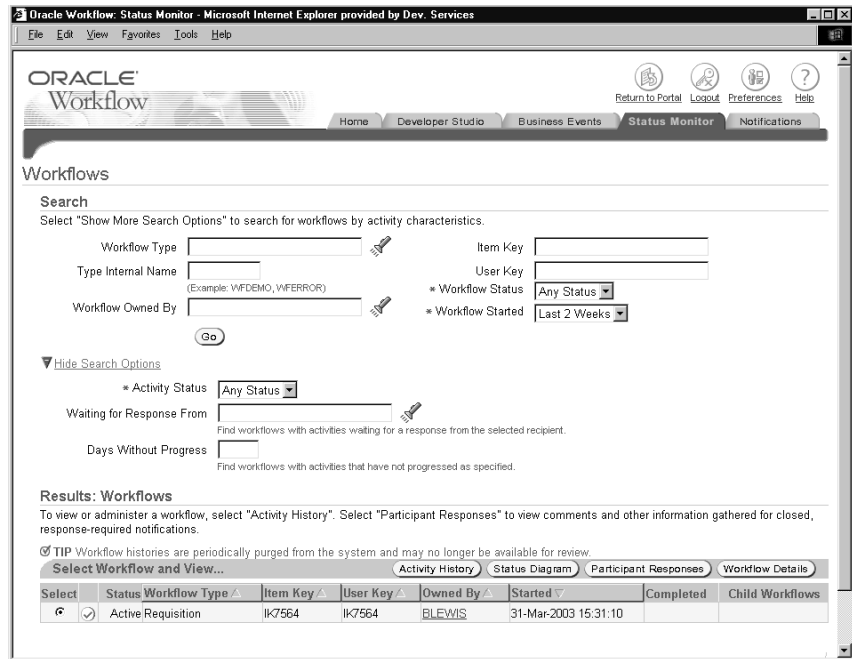 Oracle Workflow: Status Monitor - Microsoft Internet Explorer provided by Dev. Services
File Edit View Favorites Tools Help
ORACLE
Workflow
Return to Portal Logout Preferences Help
Home Developer Studio Business Events Status Monitor Notifications
Workflows
Search
Select "Show More Search Options" to search for workflows by activity characteristics.
Workflow Type Item Key
Type Internal Name User Key
(Example: WFDEMO, WFERROR) * Workflow Status Any Status
Workflow Owned By * Workflow Started Last 2 Weeks
Go
Hide Search Options
* Activity Status Any Status
Waiting for Response From
Find workflows with activities waiting for a response from the selected recipient.
Days Without Progress
Find workflows with activities that have not progressed as specified.
Results: Workflows
To view or administer a workflow, select "Activity History". Select "Participant Responses" to view comments and other information gathered for closed,
response-required notifications.
TIP Workflow histories are periodically purged from the system and may no longer be available for review.
Select Workflow and View... Activity History Status Diagram Participant Responses Workflow Details
Select Status Workflow Type Item Key User Key Owned By Started Completed Child Workflows
Active Requisition IK7564 IK7564 BLEWIS 31-Mar-2003 15:31:10